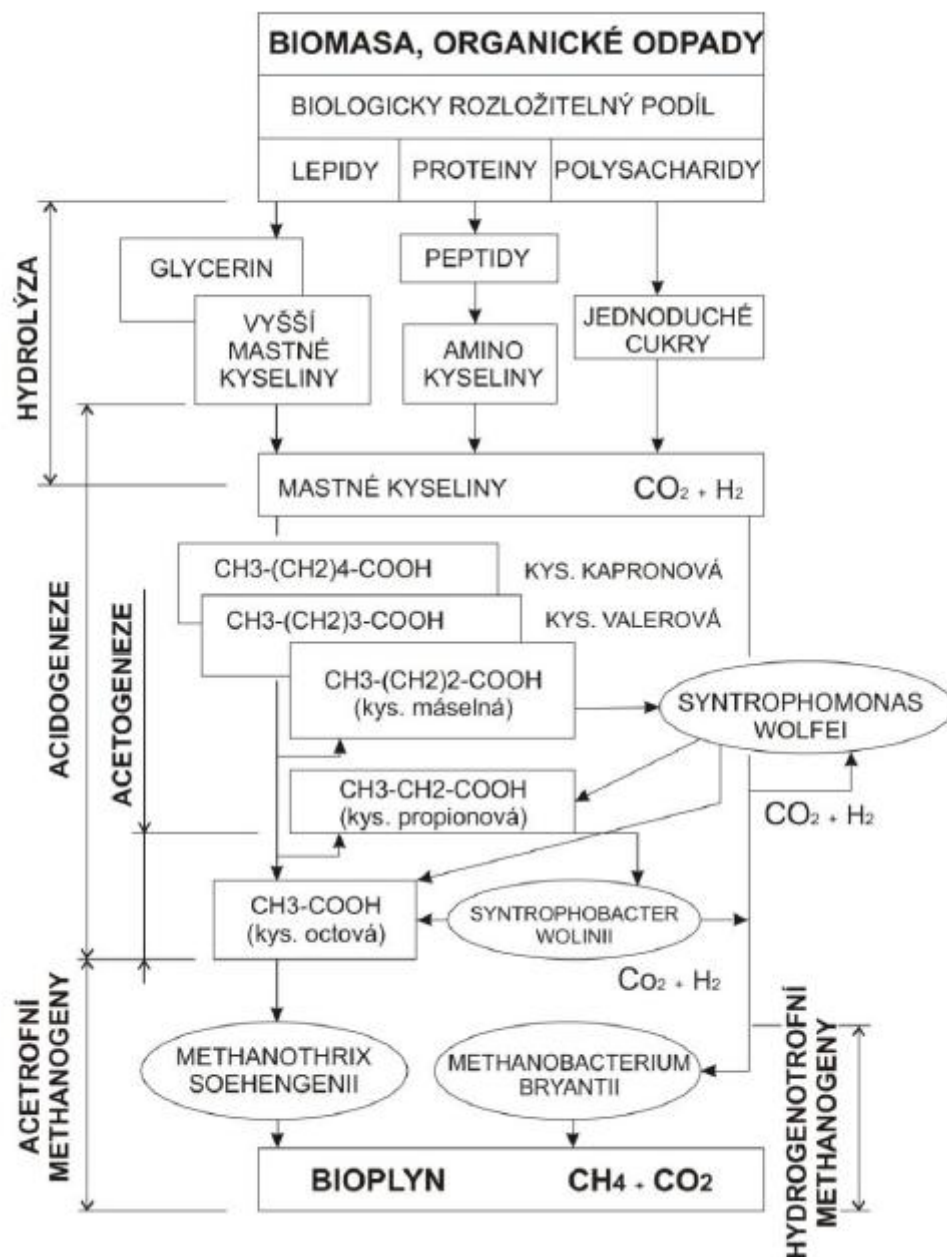 BIOMASA, ORGANICKÉ ODPADY
BIOLOGICKY ROZLOŽITELNÝ PODÍL
LEPIDY
PROTEINY
POLYSACHARIDY
HYDROLÝZA
GLYCERIN
PEPTIDY
VYŠŠÍ
MASTNÉ
KYSELINY
AMINO
KYSELINY
JEDNODUCHÉ
CUKRY
MASTNÉ KYSELINY
CO2 + H2
ACIDOGENEZE
ACETOGENEZE
CH3-(CH2)4-COOH
KYS. KAPRONOVÁ
CH3-(CH2)3-COOH
KYS. VALEROVÁ
CH3-(CH2)2-COOH
(kys. máselná)
SYNTROPHOMONAS
WOLFEI
CH3-CH2-COOH
(kys. propionová)
CO2 + H2
CH3-COOH
(kys. octová)
SYNTROPHOBACTER
WOLINII
Co2 + H2
ACETROFNÍ
METHANOGENY
METHANOTHRIX
SOEHENGENII
METHANOBACTERIUM
BRYANTII
HYDROGENOTROFNÍ
METHANOGENY
BIOPLYN
CH4 + CO2